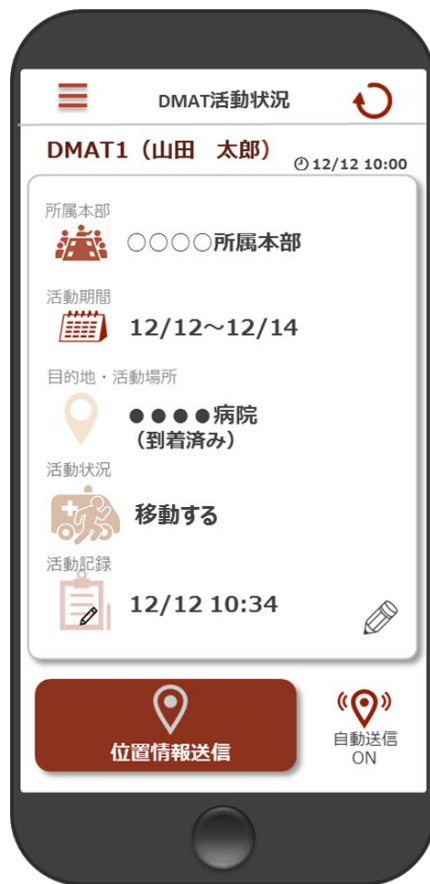 DMAT活動状況
DMAT1（山田　太郎）
12/12 10:00
所属本部
○○○○所属本部
活動期間
12/12～12/14
目的地・活動場所
●●●●病院
（到着済み）
活動状況
移動する
活動記録
12/12 10:34
位置情報送信
自動送信
ON